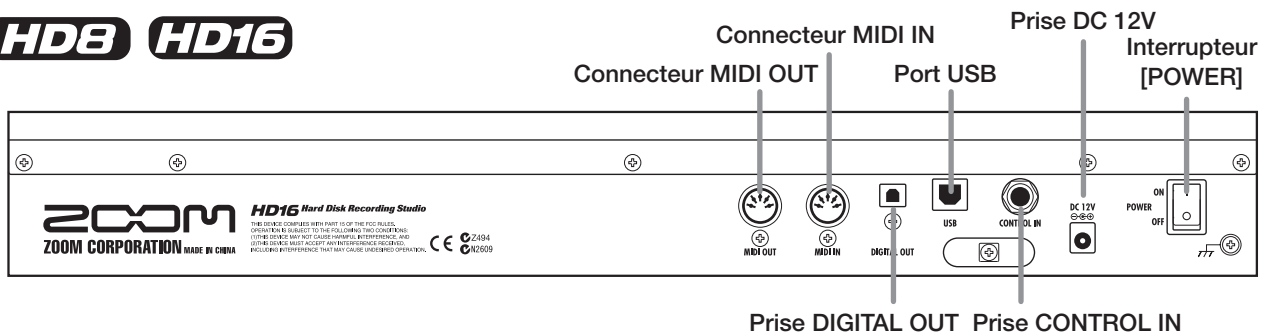 HD8 HD16
Prise DC 12V
Connecteur MIDI IN
Interrupteur
[POWER]
Connecteur MIDI OUT
Port USB
ZOOM
ZOOM CORPORATION MADE IN CHINA
HD16 Hard Disk Recording Studio
THIS DEVICE COMPLIES WITH PART 15 OF THE FCC RULES.
OPERATION IS SUBJECT TO THE FOLLOWING TWO CONDITIONS:
(1)THIS DEVICE MAY NOT CAUSE HARMFUL INTERFERENCE, AND
(2)THIS DEVICE MUST ACCEPT ANY INTERFERENCE RECEIVED,
INCLUDING INTERFERENCE THAT MAY CAUSE UNDESIRED OPERATION.
CE
Z494
N2609
MIDI OUT
MIDI IN
DIGITAL OUT
USB
CONTROL IN
DC 12V
ON
POWER
OFF
Prise DIGITAL OUT Prise CONTROL IN